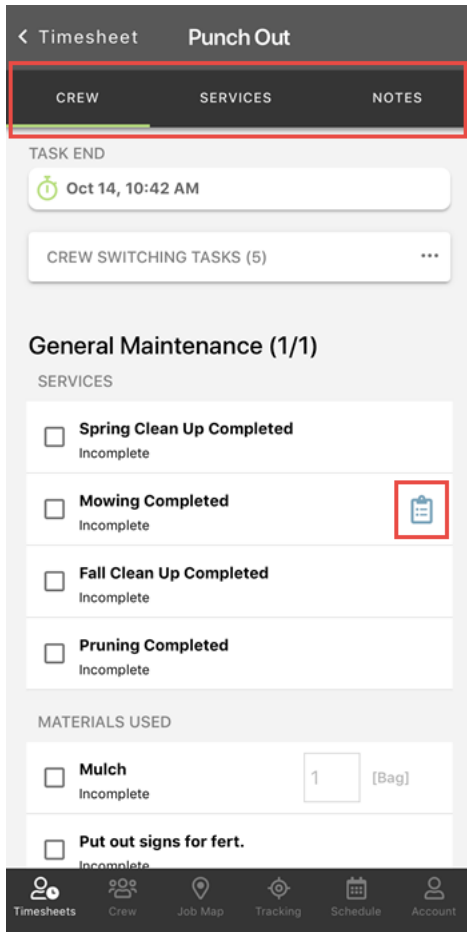 Timesheet Punch Out
CREW SERVICES NOTES
TASK END
Oct 14, 10:42 AM
CREW SWITCHING TASKS (5) ...
General Maintenance (1/1)
SERVICES
Spring Clean Up Completed
Incomplete
Mowing Completed
Incomplete
Fall Clean Up Completed
Incomplete
Pruning Completed
Incomplete
MATERIALS USED
Mulch 1 [Bag]
Incomplete
Put out signs for fert.
Incomplete
Timesheets Crew Job Map Tracking Schedule Account